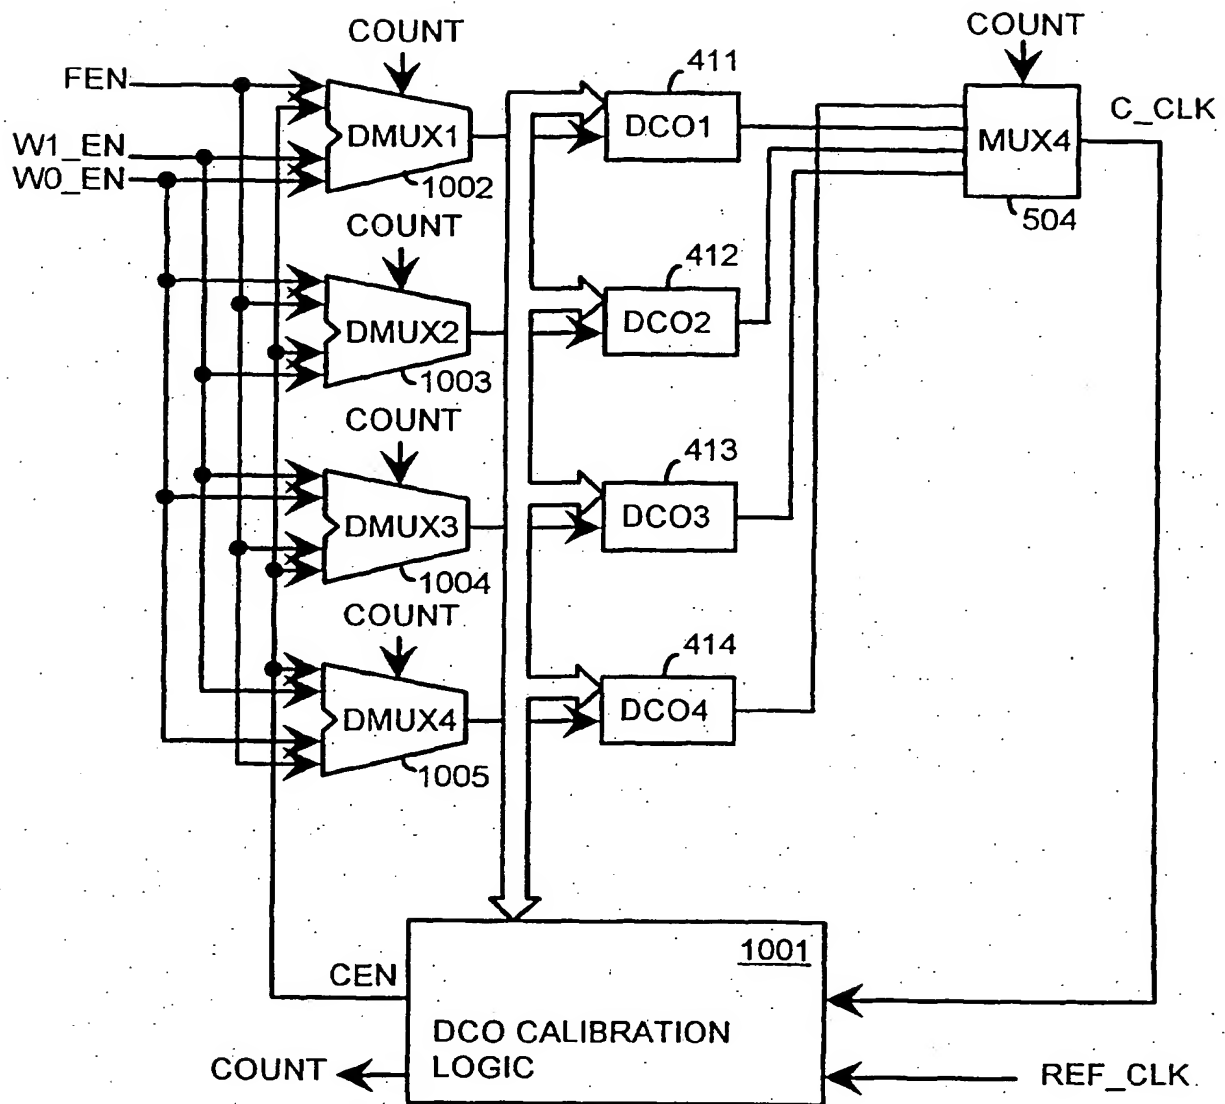 COUNT
COUNT
411
FEN
DMUX1
DCO1
MUX4
C_CLK
W1_EN
W0_EN
1002
504
COUNT
412
DMUX2
DCO2
1003
COUNT
413
DMUX3
DCO3
1004
COUNT
414
DMUX4
DCO4
1005
1001
CEN
DCO CALIBRATION
LOGIC
COUNT
REF_CLK